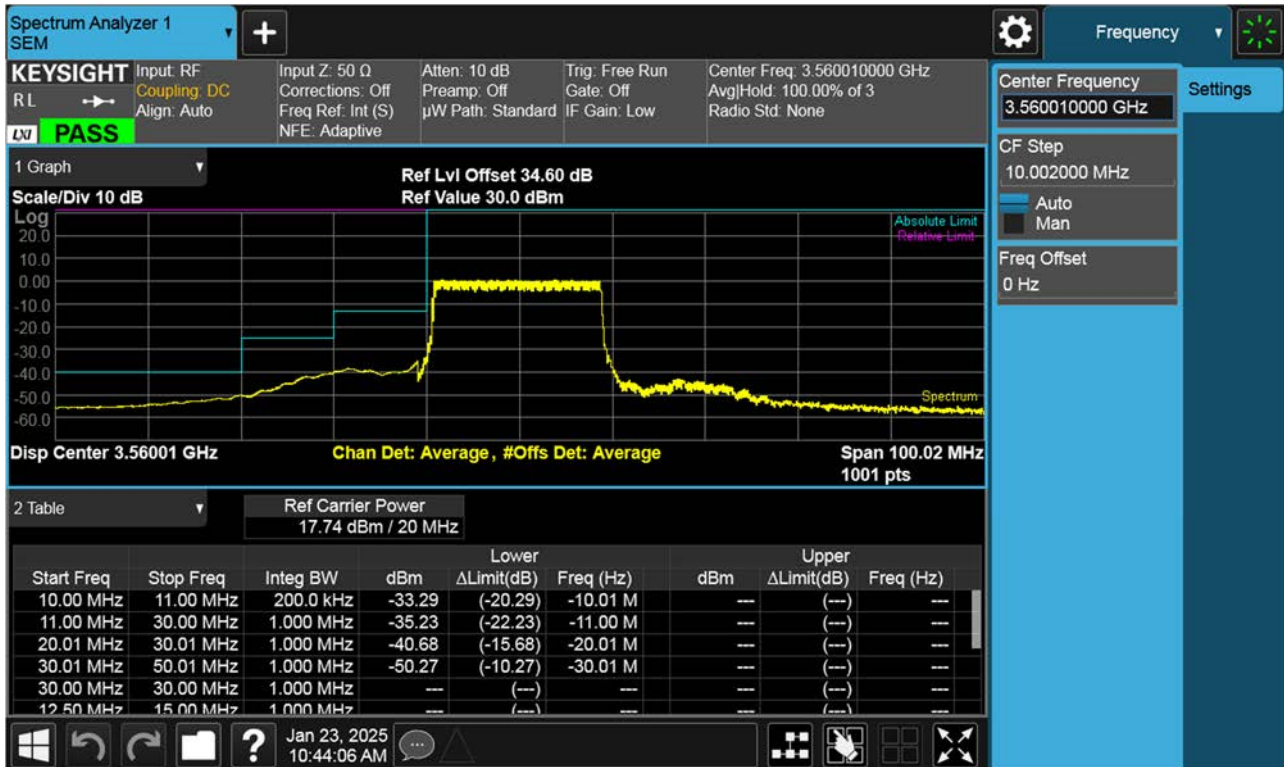 Spectrum Analyzer 1
SEM
+
Frequency
KEYSIGHT
RL
LXI
PASS
Input: RF
Coupling: DC
Align: Auto
Input Z: 50 Ω
Corrections: Off
Freq Ref: Int (S)
NFE: Adaptive
Atten: 10 dB
Preamp: Off
µW Path: Standard
Trig: Free Run
Gate: Off
IF Gain: Low
Center Freq: 3.560010000 GHz
Avg|Hold: 100.00% of 3
Radio Std: None
Center Frequency
3.560010000 GHz
Settings
CF Step
10.002000 MHz
Auto
Man
Freq Offset
0 Hz
1 Graph
Scale/Div 10 dB
Ref Lvl Offset 34.60 dB
Ref Value 30.0 dBm
Log
20.0
10.0
0.00
-10.0
-20.0
-30.0
-40.0
-50.0
-60.0
Absolute Limit
Relative Limit
Spectrum
Disp Center 3.56001 GHz
Chan Det: Average , #Offs Det: Average
Span 100.02 MHz
1001 pts
2 Table
Ref Carrier Power
17.74 dBm / 20 MHz
Lower Upper
Start Freq Stop Freq Integ BW dBm ΔLimit(dB) Freq (Hz) dBm ΔLimit(dB) Freq (Hz)
10.00 MHz 11.00 MHz 200.0 kHz -33.29 (-20.29) -10.01 M --- (---) ---
11.00 MHz 30.00 MHz 1.000 MHz -35.23 (-22.23) -11.00 M --- (---) ---
20.01 MHz 30.01 MHz 1.000 MHz -40.68 (-15.68) -20.01 M --- (---) ---
30.01 MHz 50.01 MHz 1.000 MHz -50.27 (-10.27) -30.01 M --- (---) ---
30.00 MHz 30.00 MHz 1.000 MHz --- (---) --- --- (---) ---
12.50 MHz 15.00 MHz 1.000 MHz --- (---) --- --- (---) ---
?
Jan 23, 2025
10:44:06 AM